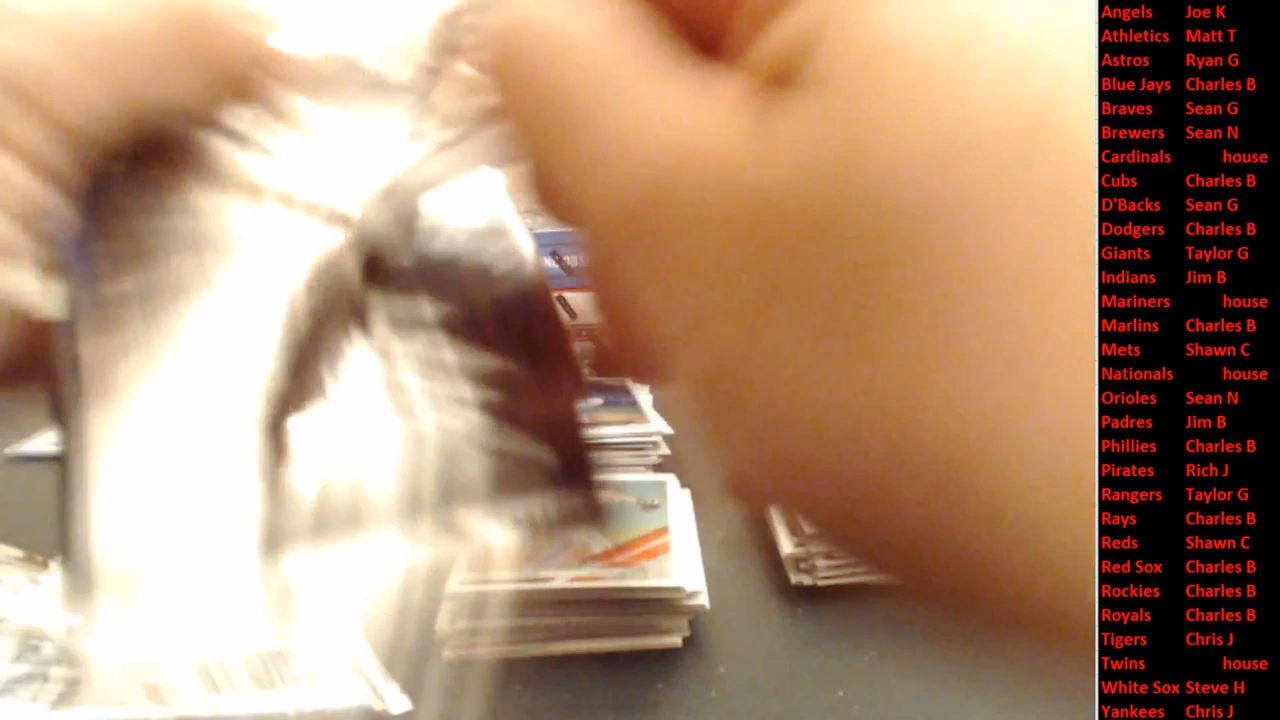 Angels Joe K
Athletics Matt T
Astros Ryan G
Blue Jays Charles B
Braves Sean G
Brewers Sean N
Cardinals house
Cubs Charles B
D'Backs Sean G
Dodgers Charles B
Giants Taylor G
Indians Jim B
Mariners house
Marlins Charles B
Mets Shawn C
Nationals house
Orioles Sean N
Padres Jim B
Phillies Charles B
Pirates Rich J
Rangers Taylor G
Rays Charles B
Reds Shawn C
Red Sox Charles B
Rockies Charles B
Royals Charles B
Tigers Chris J
Twins house
White Sox Steve H
Yankees Chris J